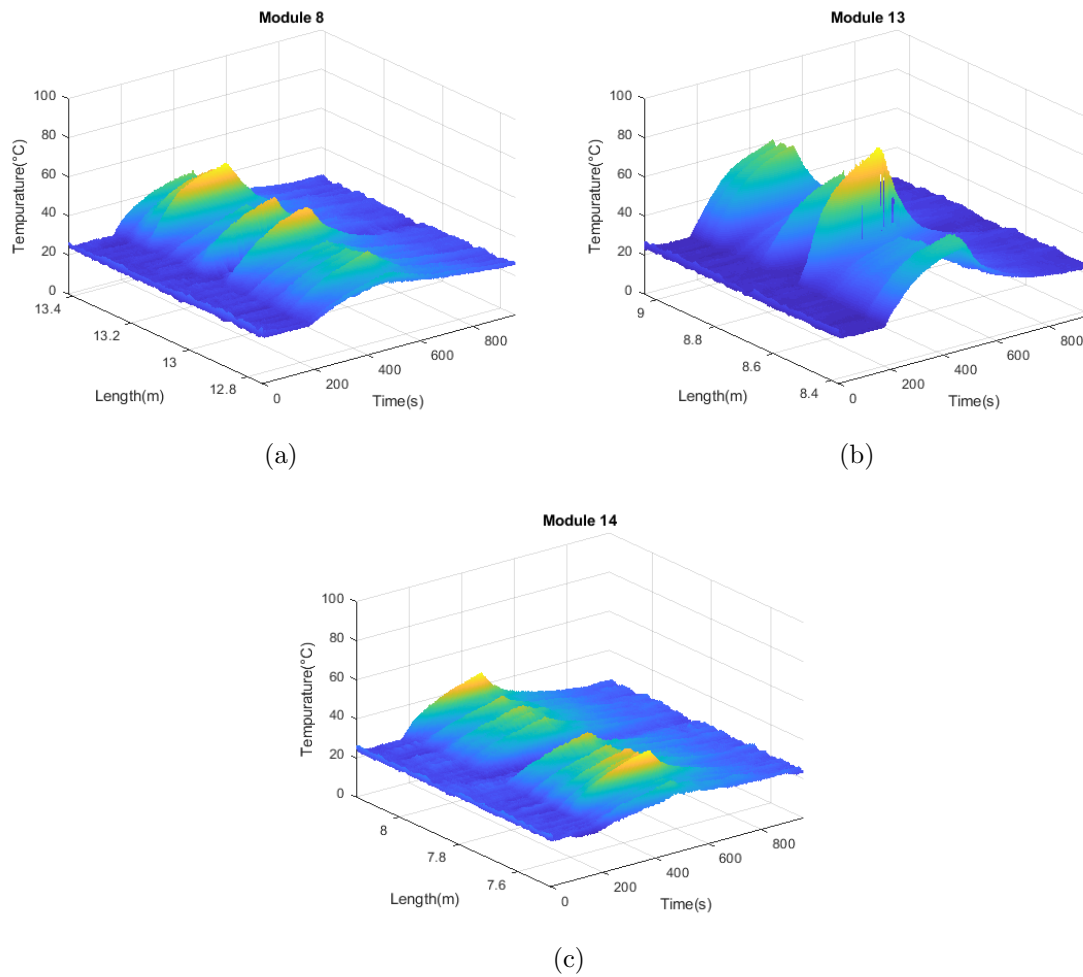 Module 8
100
80
60
40
20
0
Tempurature(°C)
13.4
13.2
13
12.8
Length(m)
0
200
400
600
800
Time(s)
(a)
Module 13
100
80
60
40
20
0
Tempurature(°C)
9
8.8
8.6
8.4
Length(m)
0
200
400
600
800
Time(s)
(b)
Module 14
100
80
60
40
20
0
Tempurature(°C)
8
7.8
7.6
Length(m)
0
200
400
600
800
Time(s)
(c)